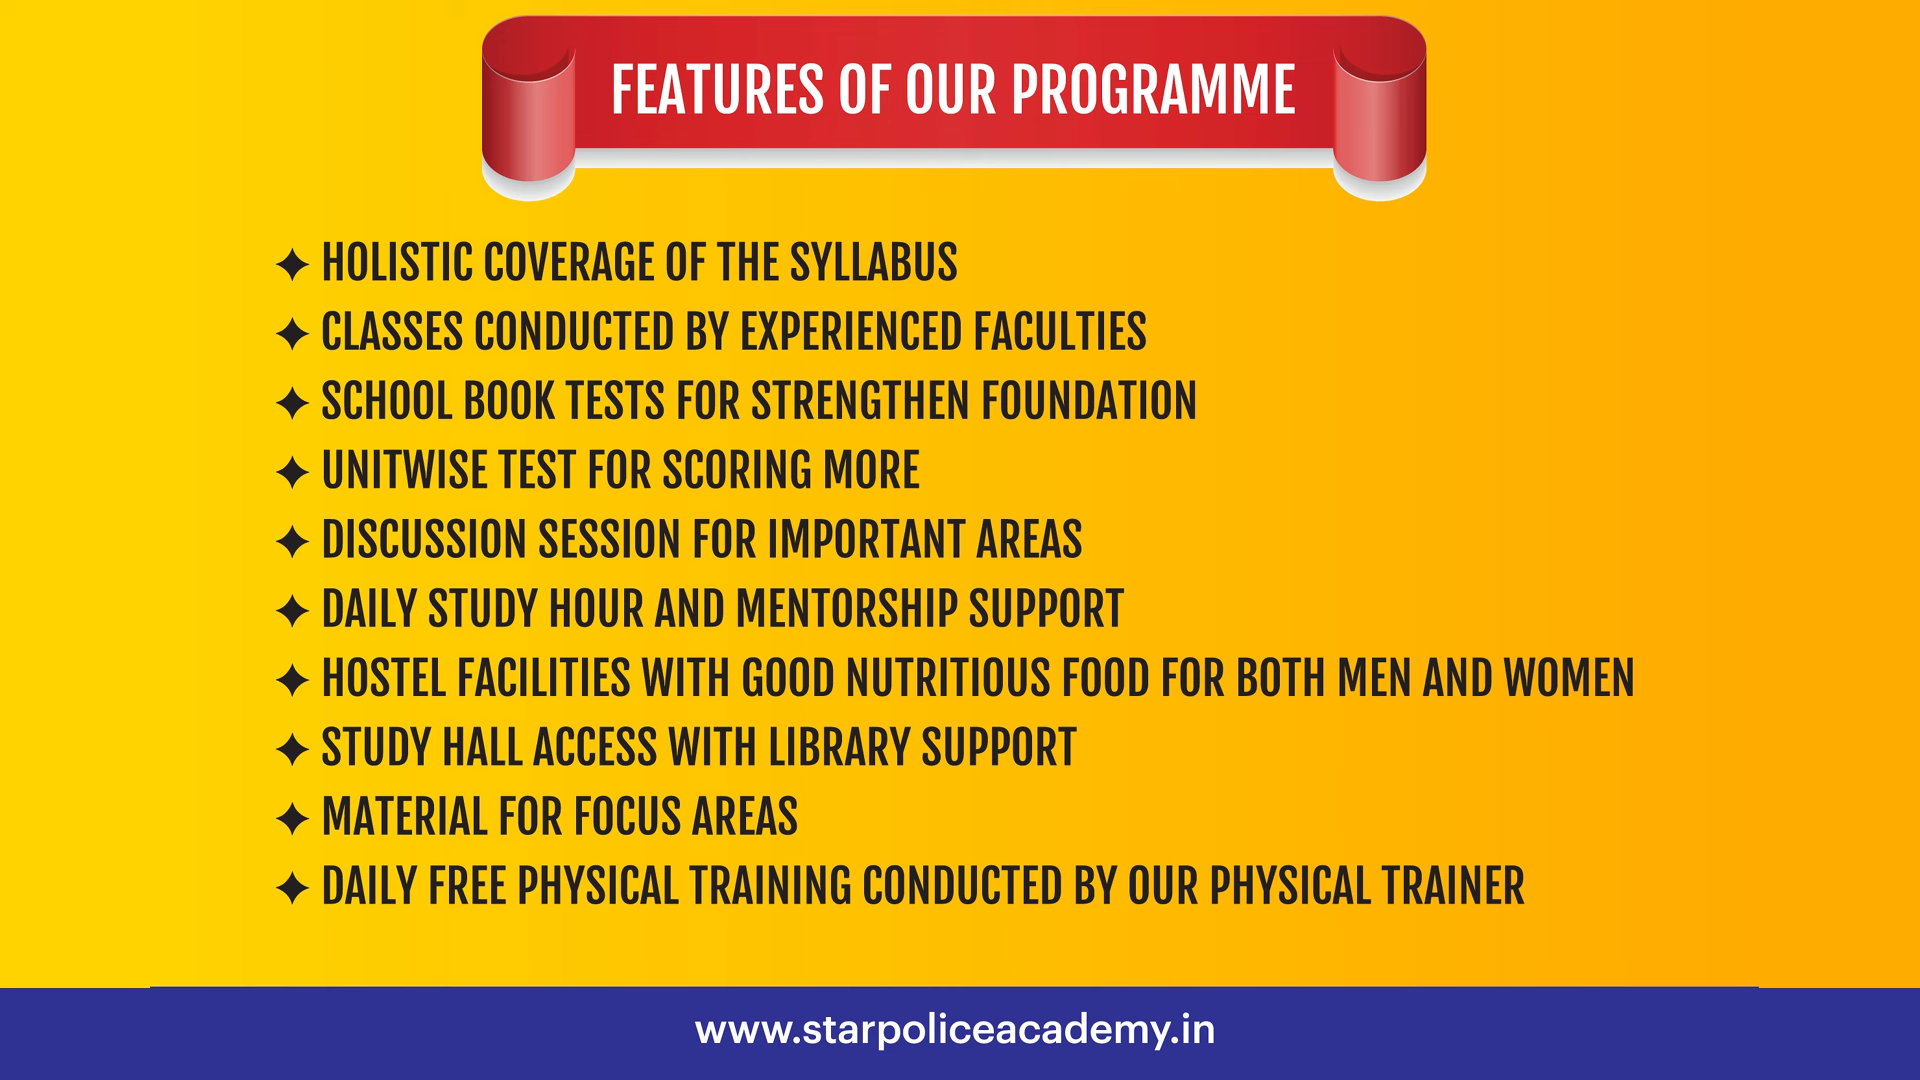 FEATURES OF OUR PROGRAMME
✦ HOLISTIC COVERAGE OF THE SYLLABUS
✦ CLASSES CONDUCTED BY EXPERIENCED FACULTIES
✦ SCHOOL BOOK TESTS FOR STRENGTHEN FOUNDATION
✦ UNITWISE TEST FOR SCORING MORE
✦ DISCUSSION SESSION FOR IMPORTANT AREAS
✦ DAILY STUDY HOUR AND MENTORSHIP SUPPORT
✦ HOSTEL FACILITIES WITH GOOD NUTRITIOUS FOOD FOR BOTH MEN AND WOMEN
✦ STUDY HALL ACCESS WITH LIBRARY SUPPORT
✦ MATERIAL FOR FOCUS AREAS
✦ DAILY FREE PHYSICAL TRAINING CONDUCTED BY OUR PHYSICAL TRAINER
www.starpoliceacademy.in